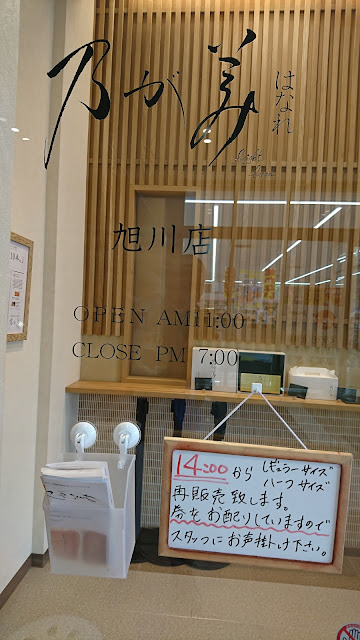 乃が美
はなれ
旭川店
OPEN AM11:00
CLOSE PM 7:00
14:00から レギュラーサイズ
ハーフサイズ
再販売致します。
券をお配りしていますので
スタッフにお声掛け下さい。